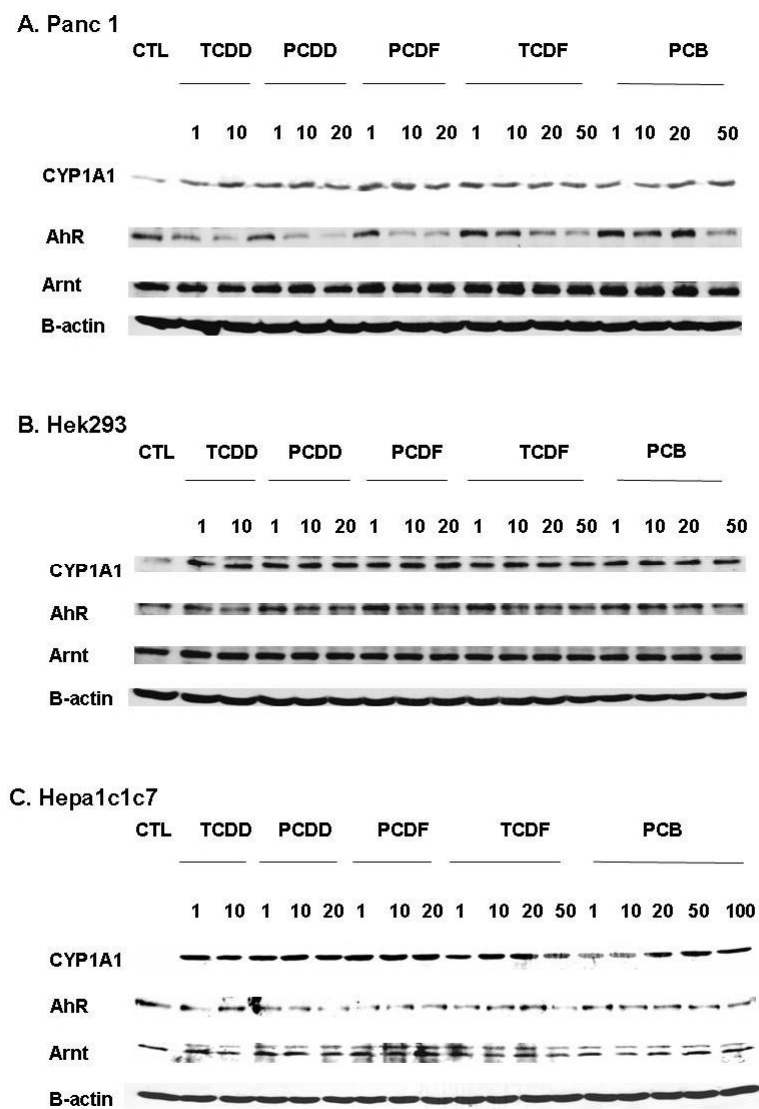 A. Panc 1
CTL TCDD PCDD PCDF TCDF PCB
1 10 1 10 20 1 10 20 1 10 20 50 1 10 20 50
CYP1A1
AhR
Arnt
B-actin
B. Hek293
CTL TCDD PCDD PCDF TCDF PCB
1 10 1 10 20 1 10 20 1 10 20 50 1 10 20 50
CYP1A1
AhR
Arnt
B-actin
C. Hepa1c1c7
CTL TCDD PCDD PCDF TCDF PCB
1 10 1 10 20 1 10 20 1 10 20 50 1 10 20 50 100
CYP1A1
AhR
Arnt
B-actin